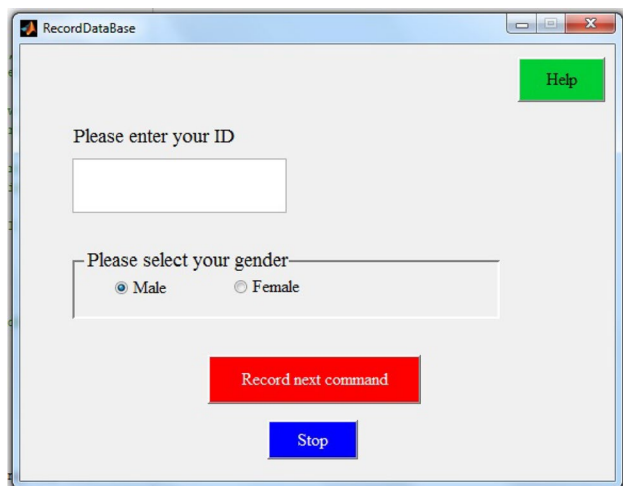 RecordDataBase
Help
Please enter your ID
Please select your gender
Male Female
Record next command
Stop